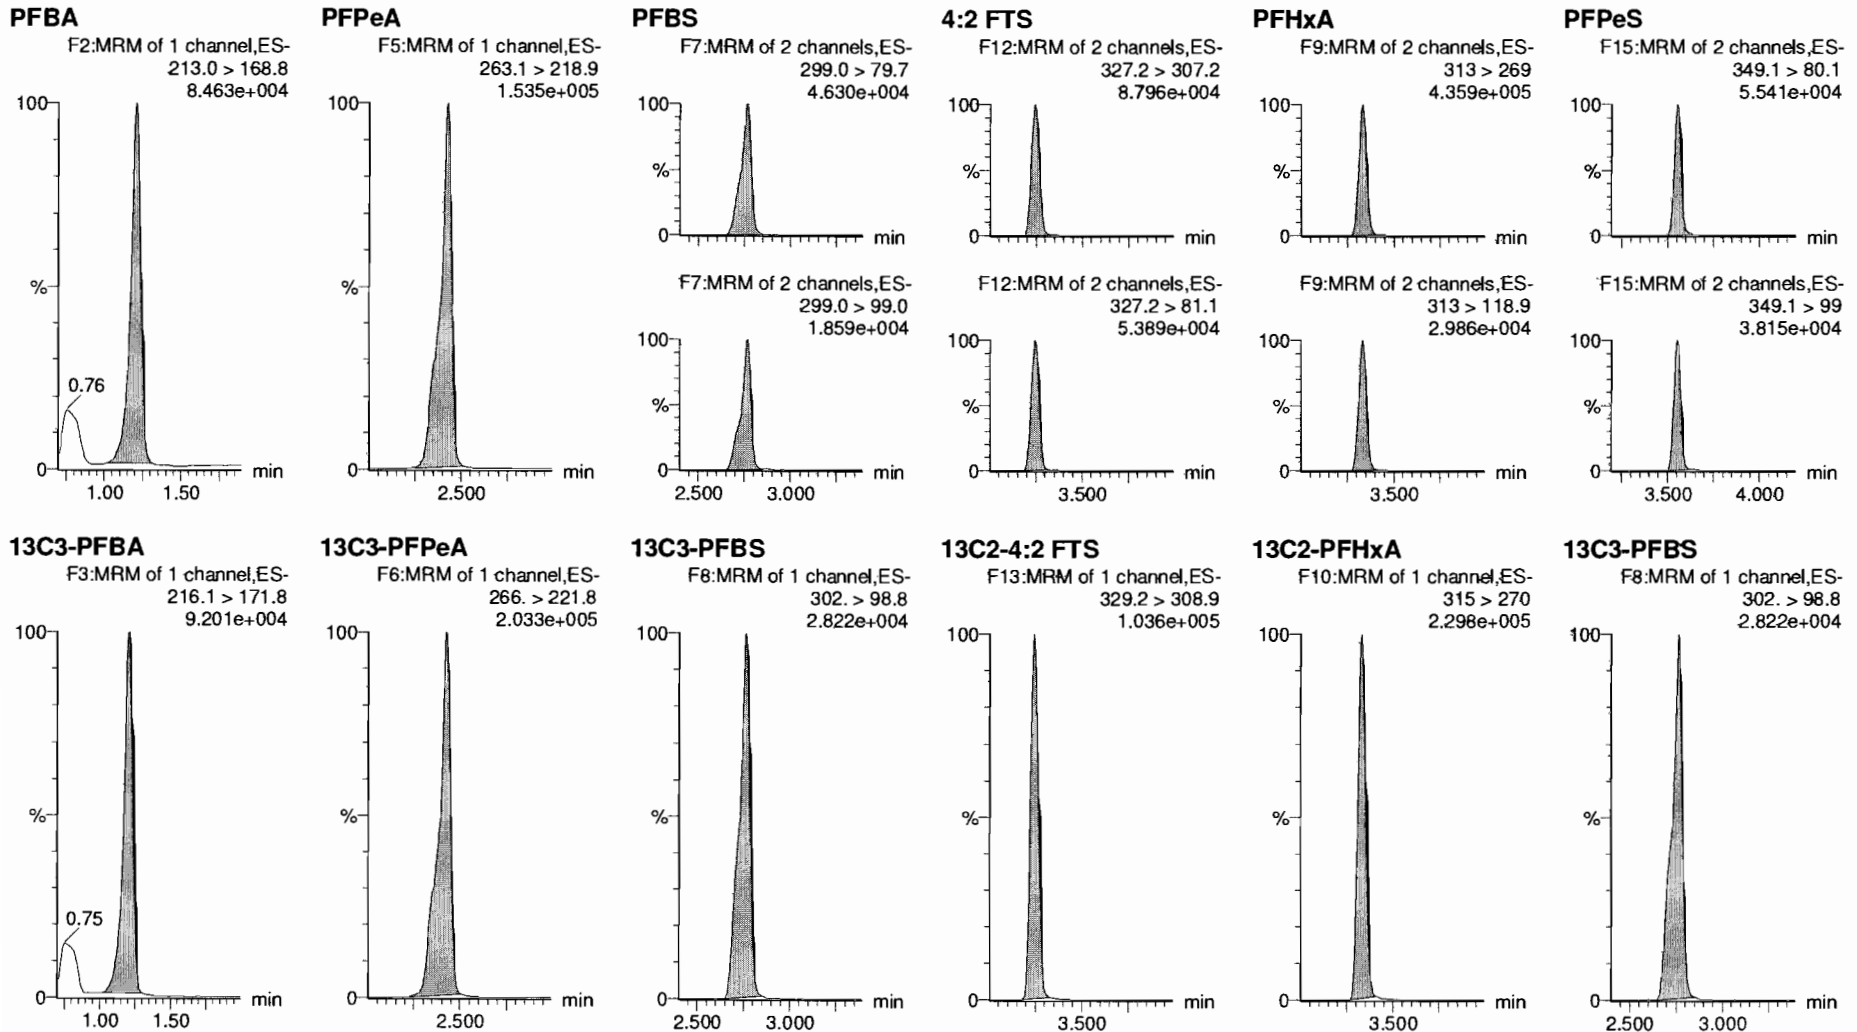 PFBA
F2:MRM of 1 channel,ES-
213.0 > 168.8
8.463e+004
100
%
0.76
0
min
1.00 1.50
PFPeA
F5:MRM of 1 channel,ES-
263.1 > 218.9
1.535e+005
100
%
0
min
2.500
PFBS
F7:MRM of 2 channels,ES-
299.0 > 79.7
4.630e+004
100
%
0
min
F7:MRM of 2 channels,ES-
299.0 > 99.0
1.859e+004
100
%
0
min
2.500 3.000
4:2 FTS
F12:MRM of 2 channels,ES-
327.2 > 307.2
8.796e+004
100
%
0
min
F12:MRM of 2 channels,ES-
327.2 > 81.1
5.389e+004
100
%
0
min
3.500
PFHxA
F9:MRM of 2 channels,ES-
313 > 269
4.359e+005
100
%
0
min
F9:MRM of 2 channels,ES-
313 > 118.9
2.986e+004
100
%
0
min
3.500
PFPeS
F15:MRM of 2 channels,ES-
349.1 > 80.1
5.541e+004
100
%
0
min
F15:MRM of 2 channels,ES-
349.1 > 99
3.815e+004
100
%
0
min
3.500 4.000
13C3-PFBA
F3:MRM of 1 channel,ES-
216.1 > 171.8
9.201e+004
100
%
0.75
0
min
1.00 1.50
13C3-PFPeA
F6:MRM of 1 channel,ES-
266. > 221.8
2.033e+005
100
%
0
min
2.500
13C3-PFBS
F8:MRM of 1 channel,ES-
302. > 98.8
2.822e+004
100
%
0
min
2.500 3.000
13C2-4:2 FTS
F13:MRM of 1 channel,ES-
329.2 > 308.9
1.036e+005
100
%
0
min
3.500
13C2-PFHxA
F10:MRM of 1 channel,ES-
315 > 270
2.298e+005
100
%
0
min
3.500
13C3-PFBS
F8:MRM of 1 channel,ES-
302. > 98.8
2.822e+004
100
%
0
min
2.500 3.000